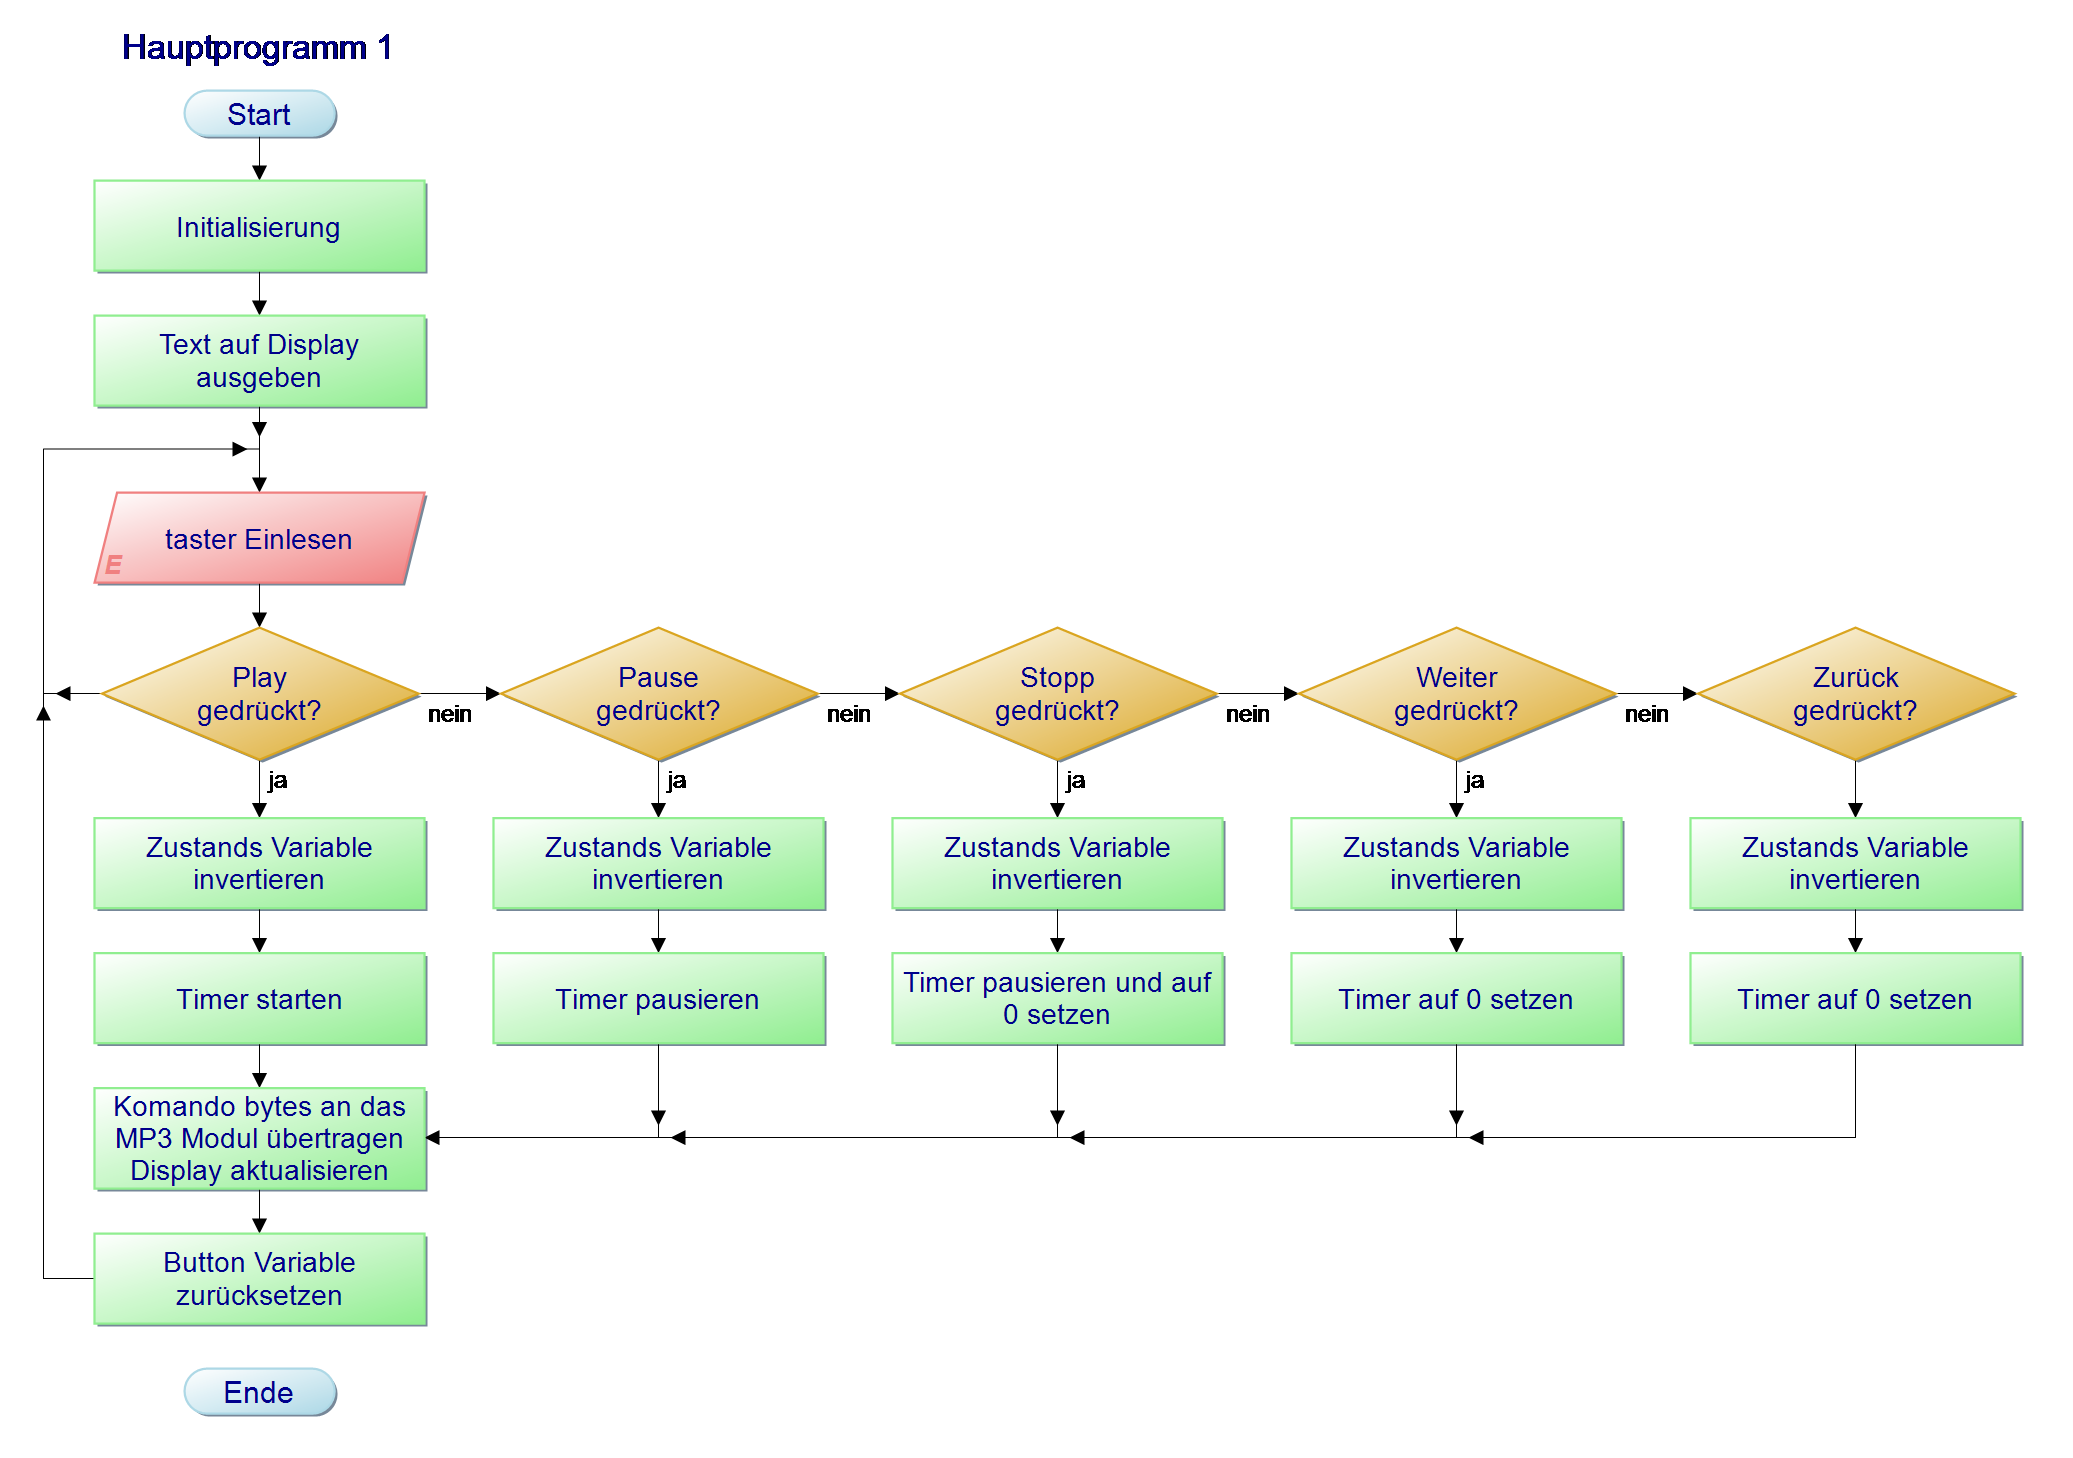 Hauptprogramm 1
Start
Initialisierung
Text auf Display
ausgeben
taster Einlesen
E
Play
gedrückt?
nein
ja
Pause
gedrückt?
nein
ja
Stopp
gedrückt?
nein
ja
Weiter
gedrückt?
nein
ja
Zurück
gedrückt?
Zustands Variable
invertieren
Zustands Variable
invertieren
Zustands Variable
invertieren
Zustands Variable
invertieren
Zustands Variable
invertieren
Timer starten
Timer pausieren
Timer pausieren und auf
0 setzen
Timer auf 0 setzen
Timer auf 0 setzen
Komando bytes an das
MP3 Modul übertragen
Display aktualisieren
Button Variable
zurücksetzen
Ende